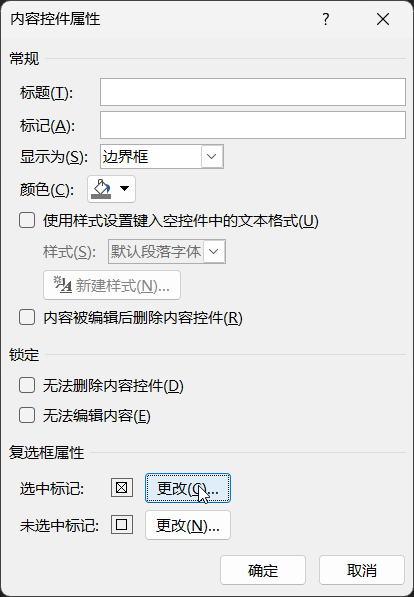 内容控件属性
?
常规
标题(T):
标记(A):
显示为(S): 边界框
颜色(C):
使用样式设置键入空控件中的文本格式(U)
样式(S): 默认段落字体
新建样式(N)...
内容被编辑后删除内容控件(R)
锁定
无法删除内容控件(D)
无法编辑内容(E)
复选框属性
选中标记: 更改(C)...
未选中标记: 更改(N)...
确定 取消